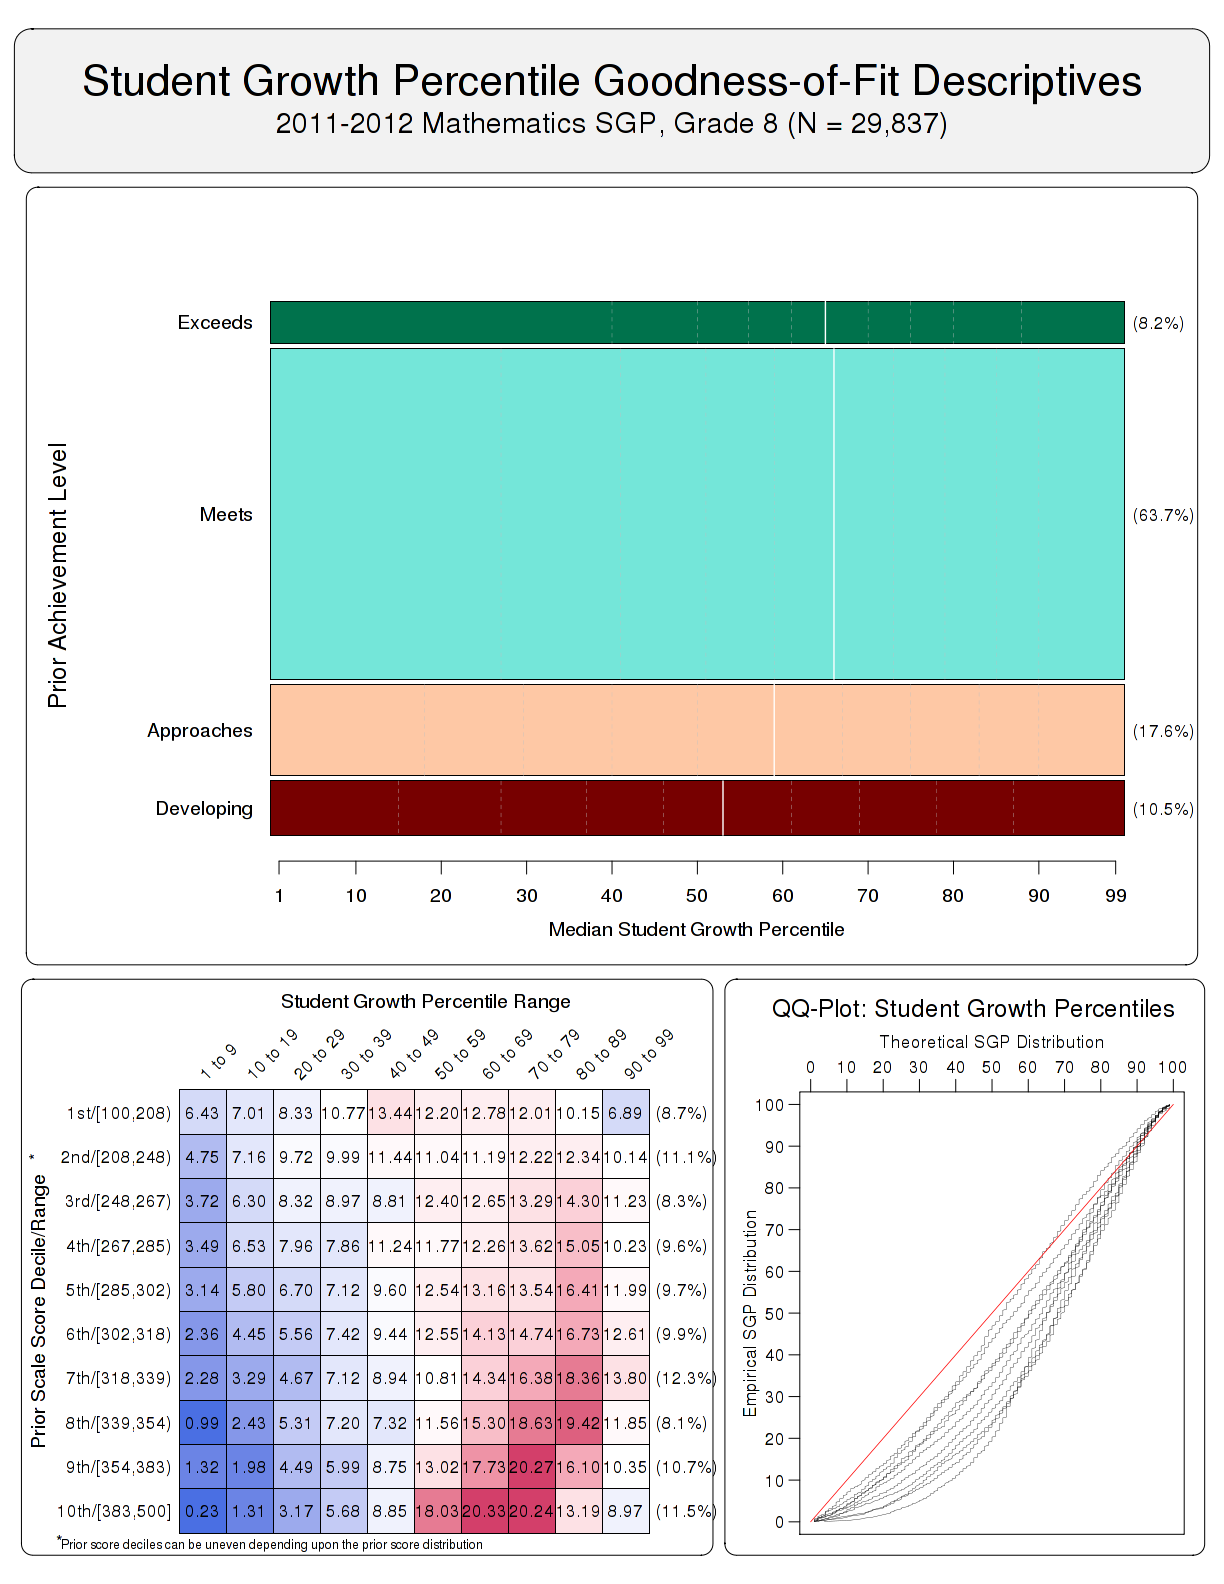 Student Growth Percentile Goodness-of-Fit Descriptives
2011-2012 Mathematics SGP, Grade 8 (N = 29,837)
Prior Achievement Level
Exceeds (8.2%)
Meets (63.7%)
Approaches (17.6%)
Developing (10.5%)
1 10 20 30 40 50 60 70 80 90 99
Median Student Growth Percentile
Student Growth Percentile Range
1 to 9 10 to 19 20 to 29 30 to 39 40 to 49 50 to 59 60 to 69 70 to 79 80 to 89 90 to 99
Prior Scale Score Decile/Range *
1st/[100,208) 6.43 7.01 8.33 10.77 13.44 12.20 12.78 12.01 10.15 6.89 (8.7%)
2nd/[208,248) 4.75 7.16 9.72 9.99 11.44 11.04 11.19 12.22 12.34 10.14 (11.1%)
3rd/[248,267) 3.72 6.30 8.32 8.97 8.81 12.40 12.65 13.29 14.30 11.23 (8.3%)
4th/[267,285) 3.49 6.53 7.96 7.86 11.24 11.77 12.26 13.62 15.05 10.23 (9.6%)
5th/[285,302) 3.14 5.80 6.70 7.12 9.60 12.54 13.16 13.54 16.41 11.99 (9.7%)
6th/[302,318) 2.36 4.45 5.56 7.42 9.44 12.55 14.13 14.74 16.73 12.61 (9.9%)
7th/[318,339) 2.28 3.29 4.67 7.12 8.94 10.81 14.34 16.38 18.36 13.80 (12.3%)
8th/[339,354) 0.99 2.43 5.31 7.20 7.32 11.56 15.30 18.63 19.42 11.85 (8.1%)
9th/[354,383) 1.32 1.98 4.49 5.99 8.75 13.02 17.73 20.27 16.10 10.35 (10.7%)
10th/[383,500] 0.23 1.31 3.17 5.68 8.85 18.03 20.33 20.24 13.19 8.97 (11.5%)
*Prior score deciles can be uneven depending upon the prior score distribution
QQ-Plot: Student Growth Percentiles
Theoretical SGP Distribution
0 10 20 30 40 50 60 70 80 90 100
Empirical SGP Distribution
100
90
80
70
60
50
40
30
20
10
0